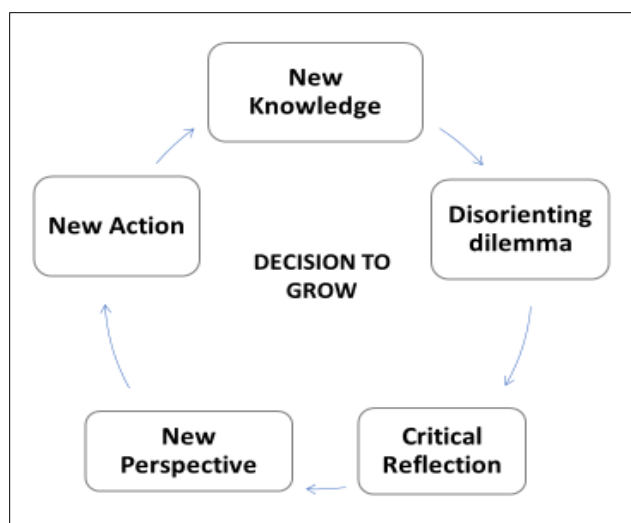 New
Knowledge
Disorienting
dilemma
New Action
DECISION TO
GROW
New
Perspective
Critical
Reflection